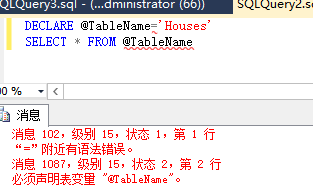 SQLQuery3.sql - (...dministrator (66))
SQLQuery2.s
DECLARE @TableName='Houses'
SELECT * FROM @TableName
00 %
消息
消息 102，级别 15，状态 1，第 1 行
“=”附近有语法错误。
消息 1087，级别 15，状态 2，第 2 行
必须声明表变量 "@TableName"。